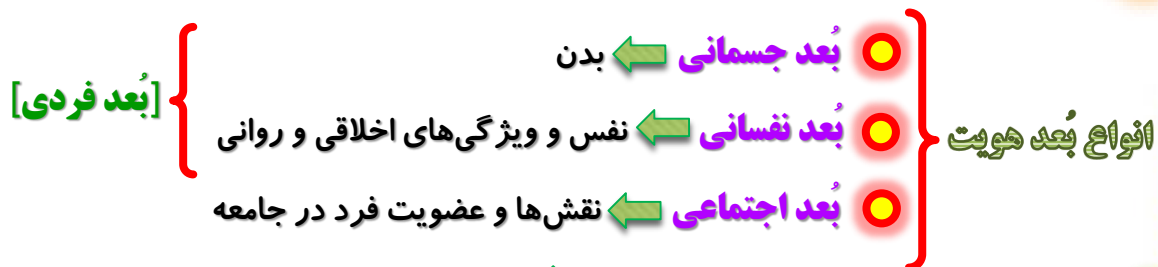 انواع بُعد هویت
بُعد جسمانی بدن
بُعد نفسانی نفس و ویژگی‌های اخلاقی و روانی
[بُعد فردی]
بُعد اجتماعی نقش‌ها و عضویت فرد در جامعه